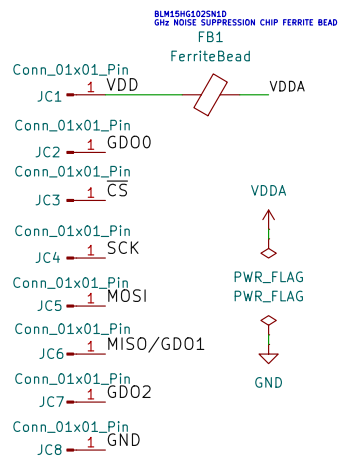 BLM15HG102SN1D
GHz NOISE SUPPRESSION CHIP FERRITE BEAD
FB1
FerriteBead
VDDA
Conn_01x01_Pin
JC1 1 VDD
Conn_01x01_Pin
JC2 1 GDO0
Conn_01x01_Pin
JC3 1 CS
Conn_01x01_Pin
JC4 1 SCK
Conn_01x01_Pin
JC5 1 MOSI
Conn_01x01_Pin
JC6 1 MISO/GDO1
Conn_01x01_Pin
JC7 1 GDO2
Conn_01x01_Pin
JC8 1 GND
VDDA
PWR_FLAG
PWR_FLAG
GND